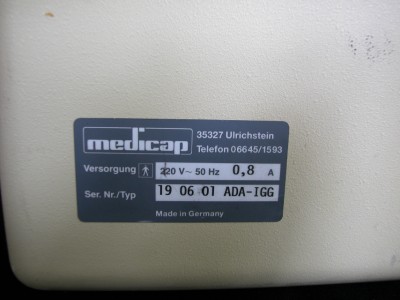 medicap
35327 Ulrichstein
Telefon 06645/1593
Versorgung 220 V~ 50 Hz 0,8 A
Ser. Nr./Typ 19 06 01 ADA-IGG
Made in Germany